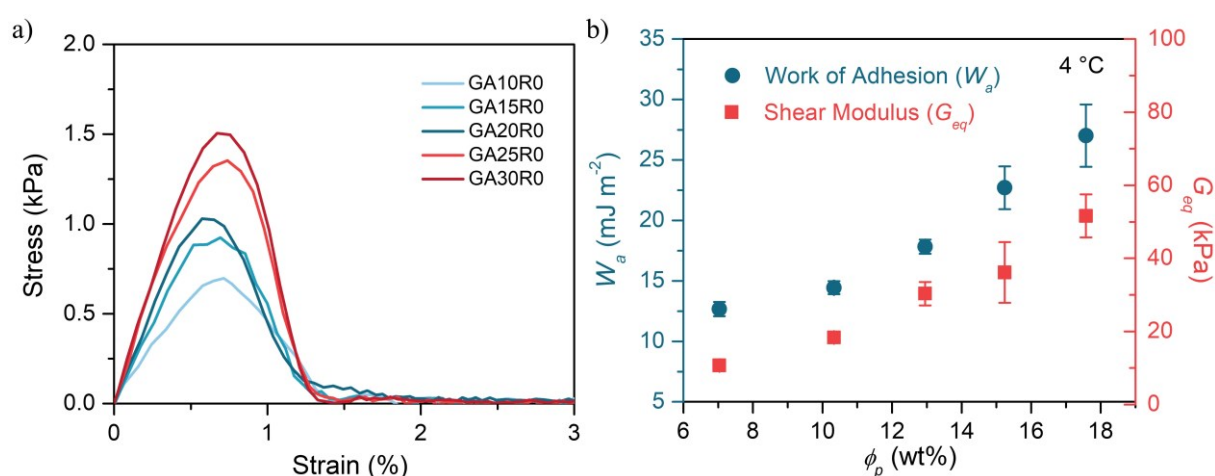 a)
2.0
1.5
1.0
0.5
0.0
Stress (kPa)
GA10R0
GA15R0
GA20R0
GA25R0
GA30R0
0 1 2 3
Strain (%)
b)
35
30
25
20
15
10
5
Wa (mJ m-2)
Work of Adhesion (Wa)
Shear Modulus (Geq)
4 °C
100
80
60
40
20
0
Geq (kPa)
6 8 10 12 14 16 18
ϕp (wt%)